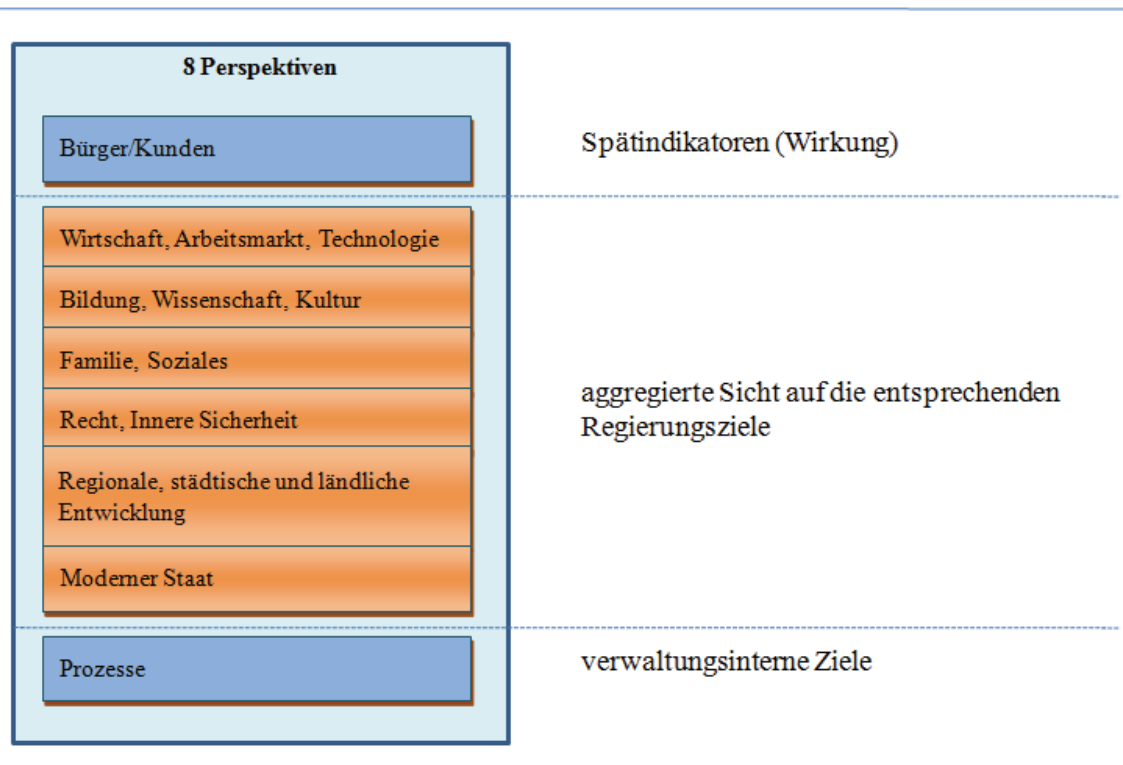 8 Perspektiven
Bürger/Kunden
Spätindikatoren (Wirkung)
Wirtschaft, Arbeitsmarkt, Technologie
Bildung, Wissenschaft, Kultur
Familie, Soziales
Recht, Innere Sicherheit
Regionale, städtische und ländliche
Entwicklung
Moderner Staat
aggregierte Sicht auf die entsprechenden
Regierungsziele
Prozesse
verwaltungsinterne Ziele